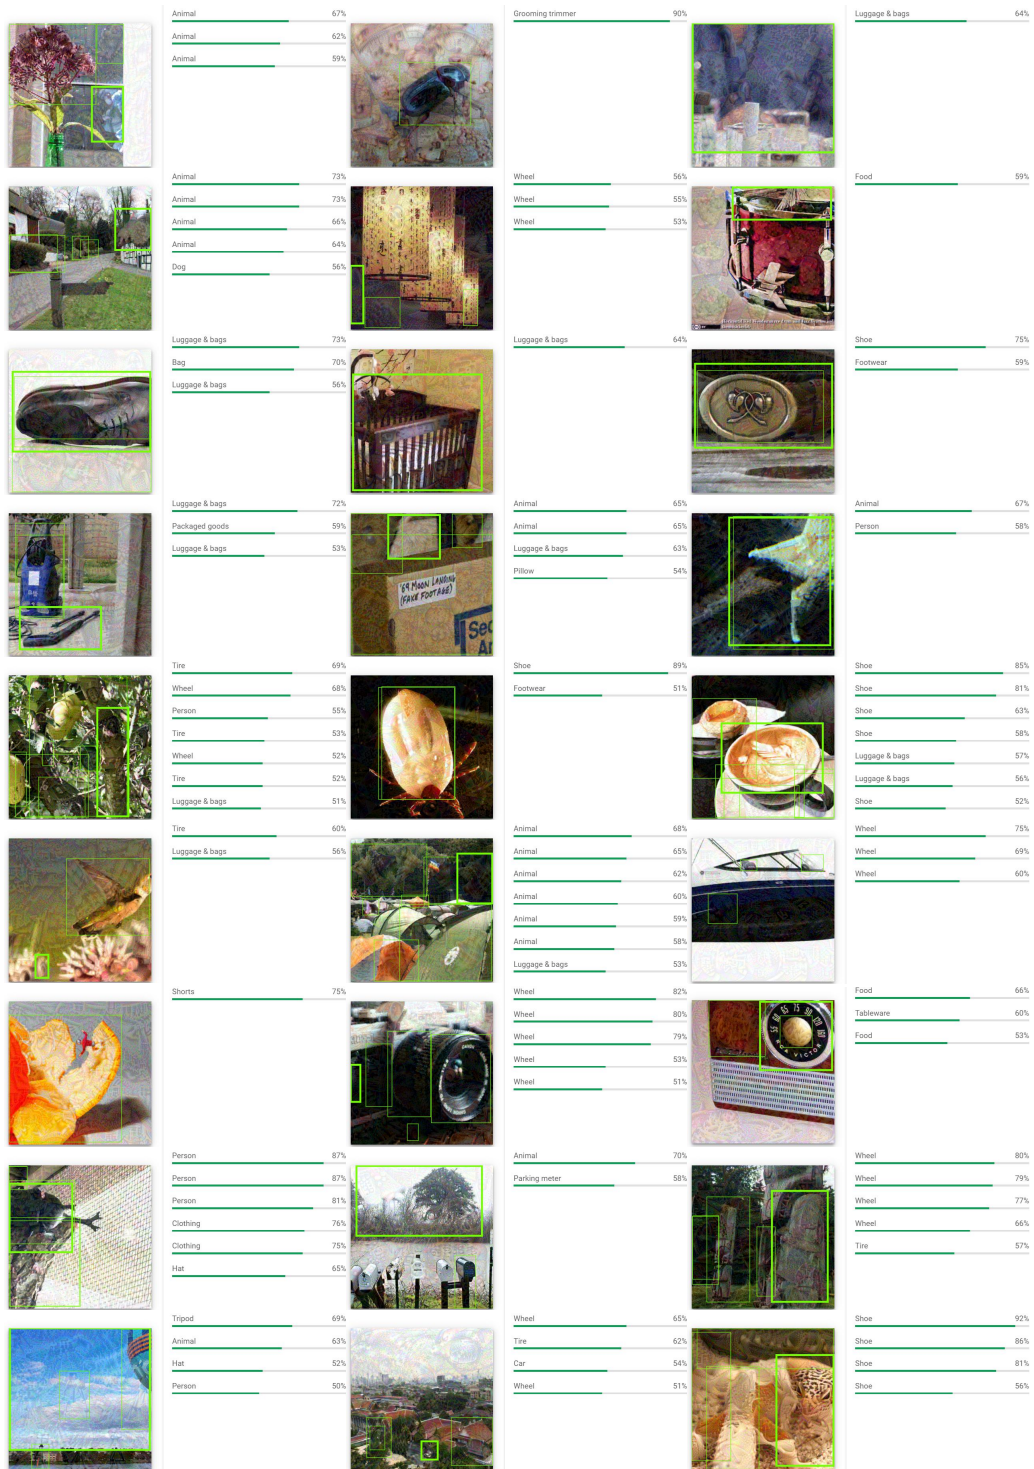 Animal 67%
Animal 62%
Animal 59%
Grooming trimmer 90%
Luggage & bags 64%
Animal 73%
Animal 73%
Animal 66%
Animal 64%
Dog 56%
Wheel 56%
Wheel 55%
Wheel 53%
Food 59%
Luggage & bags 73%
Bag 70%
Luggage & bags 56%
Luggage & bags 64%
Shoe 75%
Footwear 59%
Luggage & bags 72%
Packaged goods 59%
Luggage & bags 53%
'69 MOON LANDING
(FAKE FOOTAGE)
Animal 65%
Animal 65%
Luggage & bags 63%
Pillow 54%
Animal 67%
Person 58%
Tire 69%
Wheel 68%
Person 55%
Tire 53%
Wheel 52%
Tire 52%
Luggage & bags 51%
Shoe 89%
Footwear 51%
Shoe 85%
Shoe 81%
Shoe 63%
Shoe 58%
Luggage & bags 57%
Luggage & bags 56%
Shoe 52%
Tire 60%
Luggage & bags 56%
Animal 68%
Animal 65%
Animal 62%
Animal 60%
Animal 59%
Animal 58%
Luggage & bags 53%
Wheel 75%
Wheel 69%
Wheel 60%
Shorts 75%
Wheel 82%
Wheel 80%
Wheel 79%
Wheel 53%
Wheel 51%
55 60 65 75 90 120 160
RCA VICTOR
Food 66%
Tableware 60%
Food 53%
Person 87%
Person 87%
Person 81%
Clothing 76%
Clothing 75%
Hat 65%
Animal 70%
Parking meter 58%
Wheel 80%
Wheel 79%
Wheel 77%
Wheel 66%
Tire 57%
Tripod 69%
Animal 63%
Hat 52%
Person 50%
Wheel 65%
Tire 62%
Car 54%
Wheel 51%
Shoe 92%
Shoe 86%
Shoe 81%
Shoe 56%